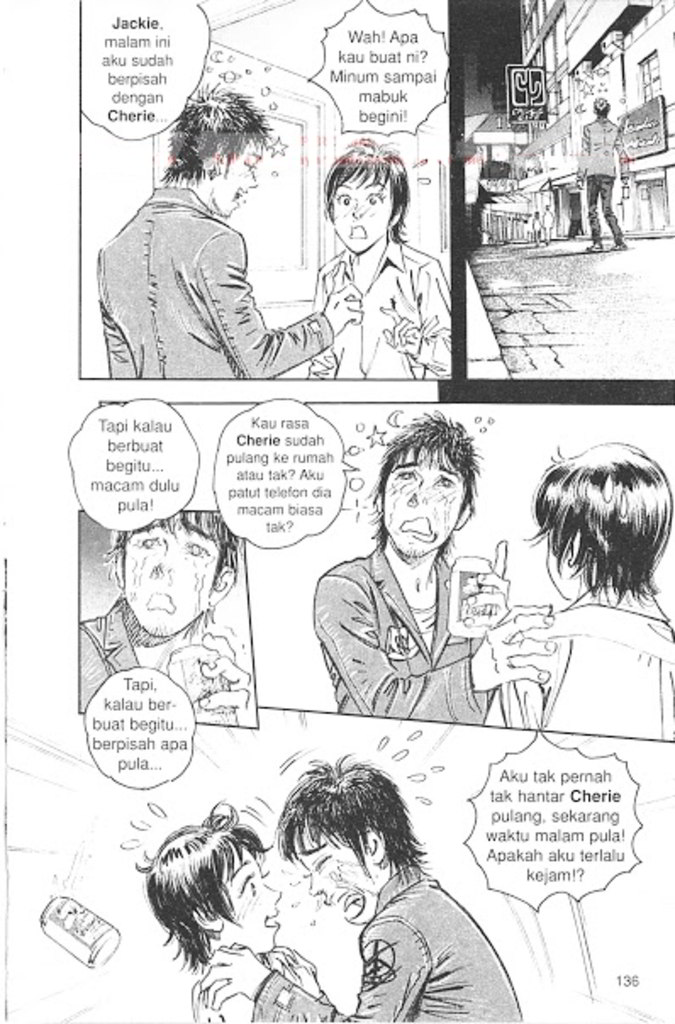 Jackie,
malam ini
aku sudah
berpisah
dengan
Cherie...
Wah! Apa
kau buat ni?
Minum sampai
mabuk
begini!
Kau rasa
Cherie sudah
pulang ke rumah
atau tak? Aku
patut telefon dia
macam biasa
tak?
Tapi kalau
berbuat
begitu...
macam dulu
pula!
Tapi,
kalau ber-
buat begitu...
berpisah apa
pula...
Aku tak pernah
tak hantar Cherie
pulang, sekarang
waktu malam pula!
Apakah aku terlalu
kejam!?
136